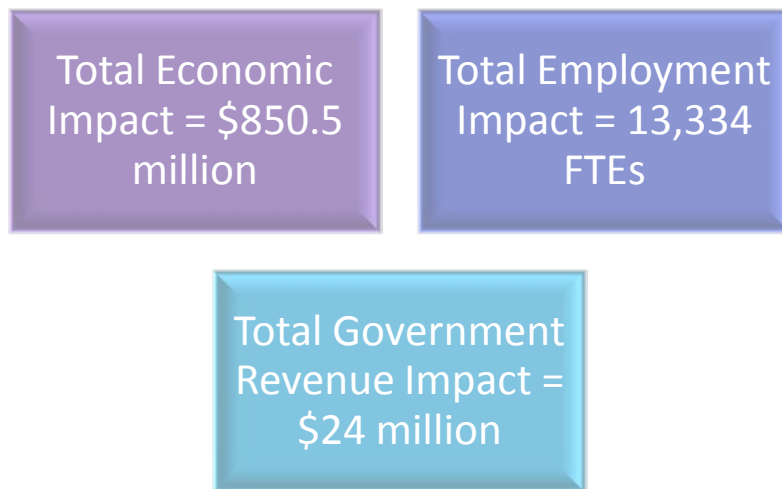 Total Economic
Impact = $850.5
million
Total Employment
Impact = 13,334
FTEs
Total Government
Revenue Impact =
$24 million